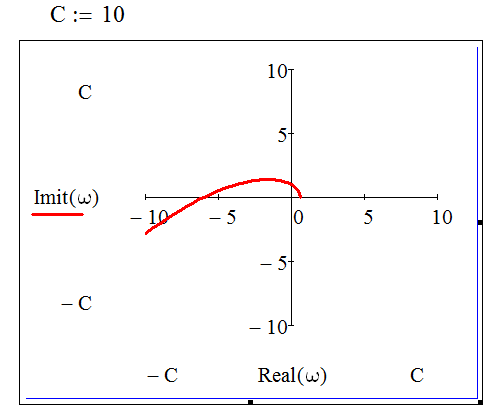 C := 10
C
10
5
Imit(ω)
− 10 − 5 0 5 10
− 5
− C
− 10
− C Real(ω) C